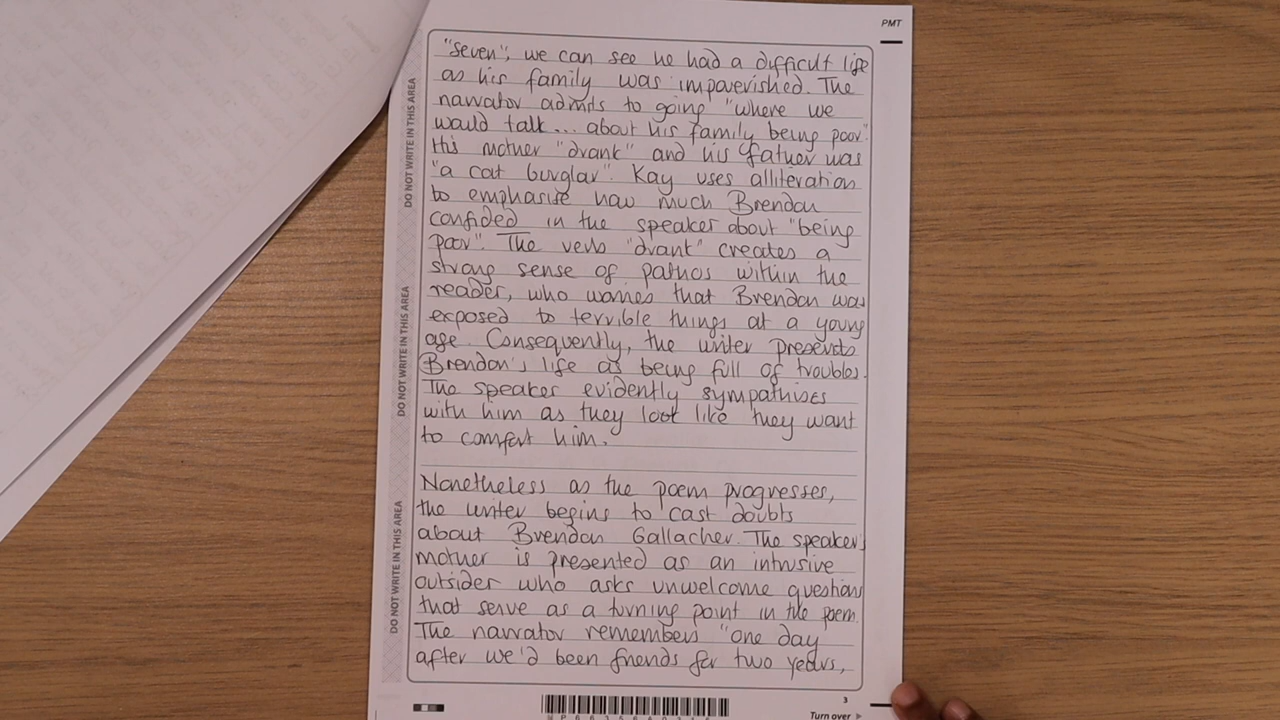 PMT
"seven", we can see he had a difficult life
as his family was impoverished. The
narrator admits to going "where we
would talk... about his family being poor".
His mother "drank" and his father was
"a cat burglar". Kay uses alliteration
to emphasise how much Brendan
confided in the speaker about "being
poor". The verb "drank" creates a
strong sense of pathos within the
reader, who worries that Brendon was
exposed to terrible things at a young
age. Consequently, the writer presents
Brendon's life as being full of troubles.
The speaker evidently sympathises
with him as they look like they want
to comfort him.
Nonetheless as the poem progresses,
the writer begins to cast doubts
about Brendon Gallacher. The speaker's
mother is presented as an intrusive
outsider who asks unwelcome questions
that serve as a turning point in the poem.
The narrator remembers "one day
after we'd been friends for two years,
DO NOT WRITE IN THIS AREA
DO NOT WRITE IN THIS AREA
DO NOT WRITE IN THIS AREA
3
Turn over